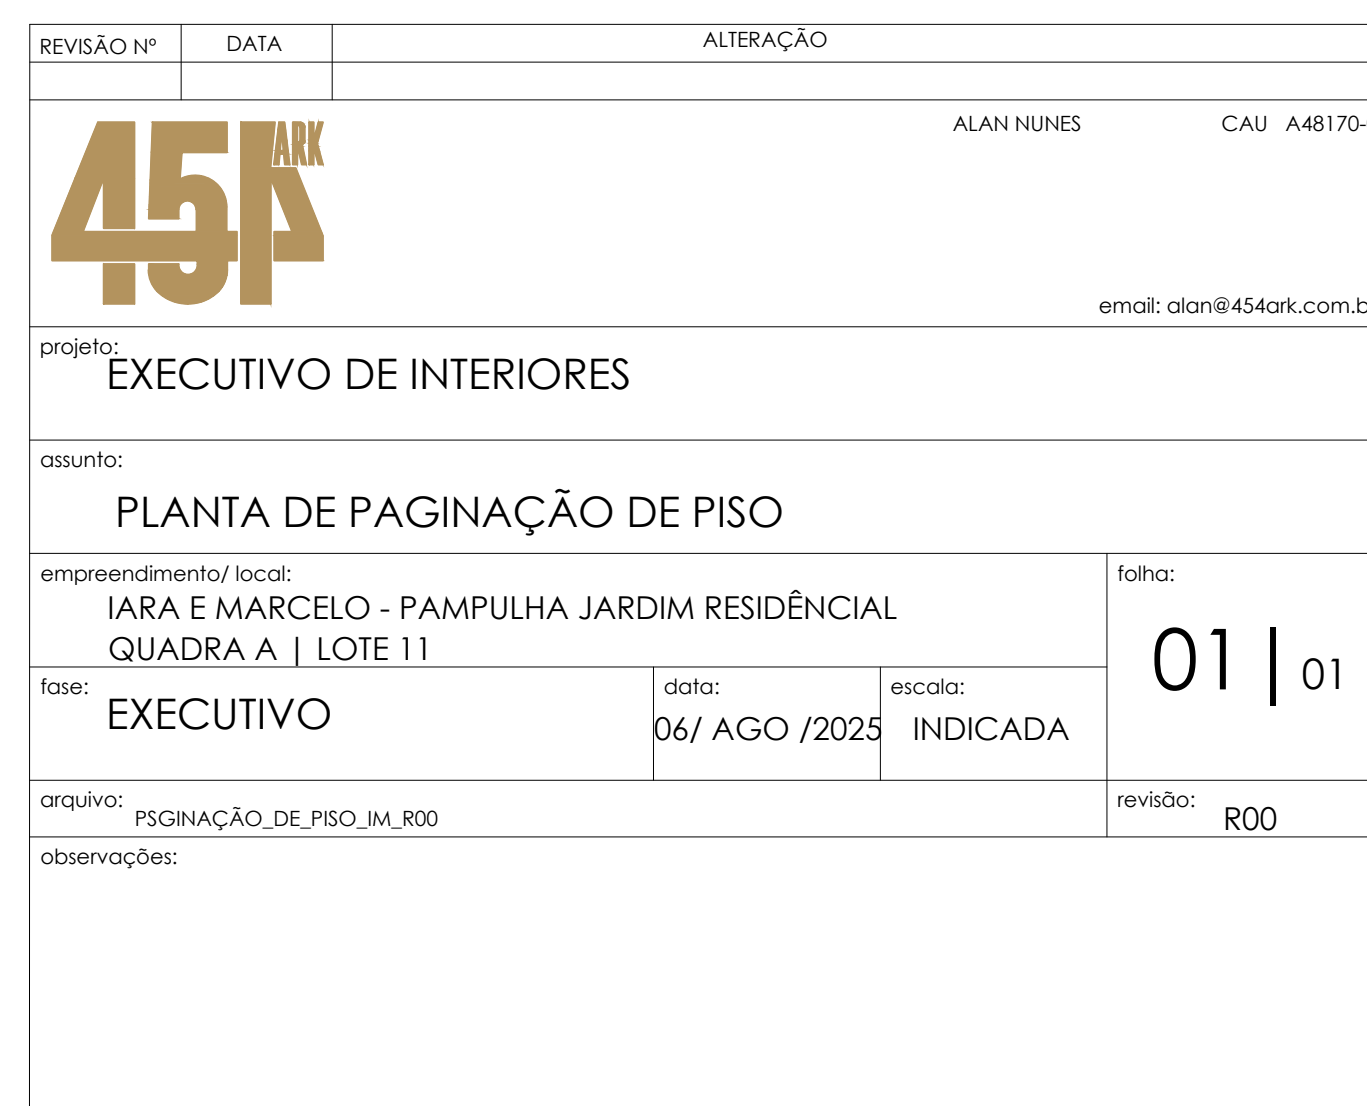 REVISÃO Nº DATA ALTERAÇÃO
454 ARK
ALAN NUNES CAU A48170-
email: alan@454ark.com.b
projeto:
EXECUTIVO DE INTERIORES
assunto:
PLANTA DE PAGINAÇÃO DE PISO
empreendimento/ local:
IARA E MARCELO - PAMPULHA JARDIM RESIDÊNCIAL
QUADRA A | LOTE 11
folha:
01 | 01
fase:
EXECUTIVO
data:
06/ AGO /2025
escala:
INDICADA
arquivo:
PSGINAÇÃO_DE_PISO_IM_R00
revisão:
R00
observações: